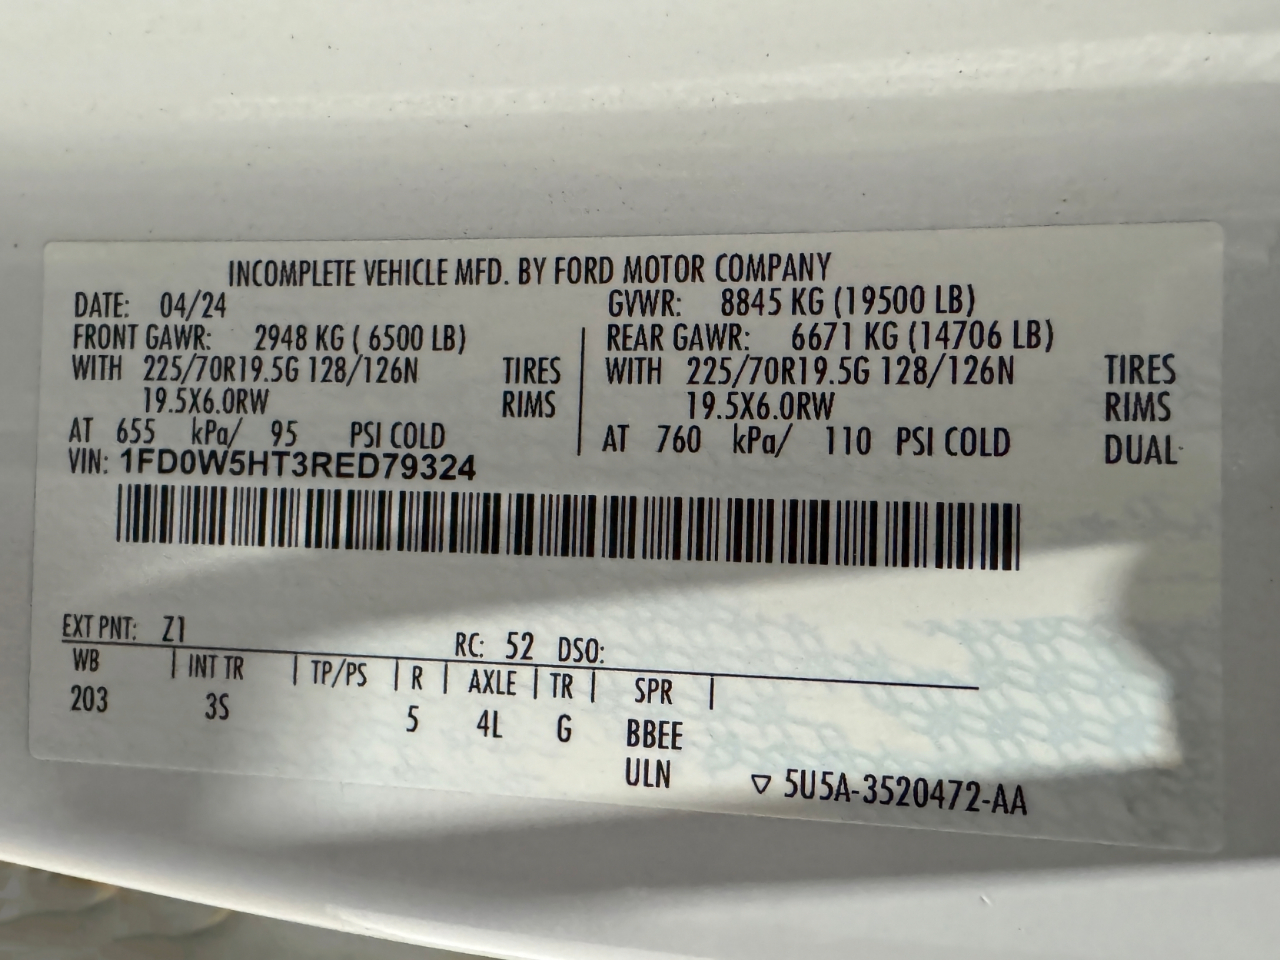 INCOMPLETE VEHICLE MFD. BY FORD MOTOR COMPANY
DATE: 04/24 GVWR: 8845 KG (19500 LB)
FRONT GAWR: 2948 KG ( 6500 LB) REAR GAWR: 6671 KG (14706 LB)
WITH 225/70R19.5G 128/126N TIRES WITH 225/70R19.5G 128/126N TIRES
19.5X6.0RW RIMS 19.5X6.0RW RIMS
AT 655 kPa/ 95 PSI COLD AT 760 kPa/ 110 PSI COLD DUAL
VIN: 1FD0W5HT3RED79324
EXT PNT: Z1 RC: 52 DSO:
WB | INT TR | TP/PS | R | AXLE | TR | SPR |
203 3S 5 4L G BBEE
ULN ▽ 5U5A-3520472-AA